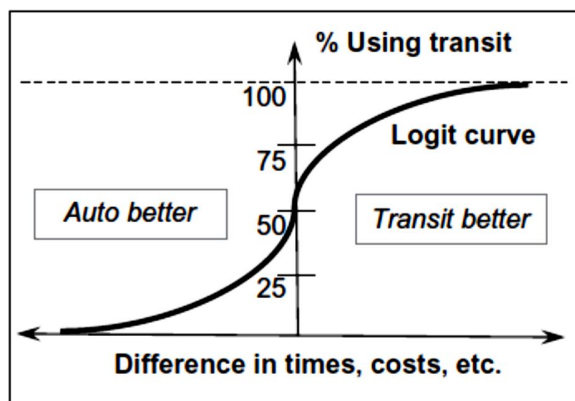 % Using transit
100
Logit curve
75
Auto better
50
Transit better
25
Difference in times, costs, etc.